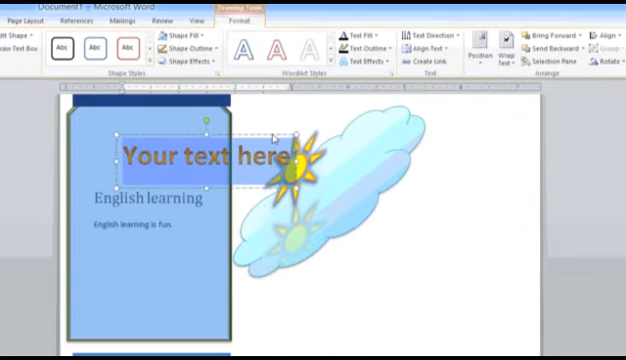 Document1 - Microsoft Word
Drawing Tools
Page Layout References Mailings Review View Format
Edit Shape
Draw Text Box
Abc Abc Abc
Shape Fill
Shape Outline
Shape Effects
Shape Styles
A A A
WordArt Styles
Text Fill
Text Outline
Text Effects
Text Direction
Align Text
Create Link
Text
Position
Wrap
Text
Bring Forward
Send Backward
Selection Pane
Align
Group
Rotate
Arrange
Your text here
English learning
English learning is fun.